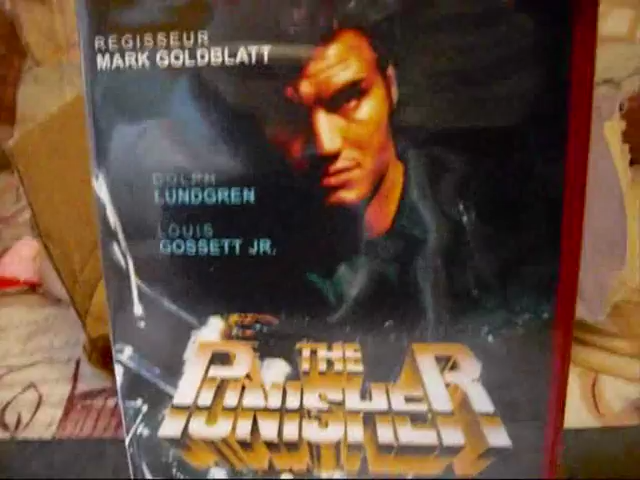 REGISSEUR
MARK GOLDBLATT
DOLPH
LUNDGREN
LOUIS
GOSSETT JR.
THE
PUNISHER